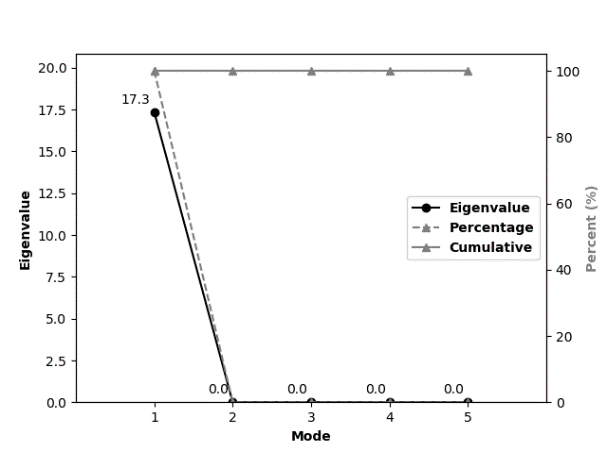 20.0
17.5
15.0
12.5
10.0
7.5
5.0
2.5
0.0
Eigenvalue
17.3
0.0
0.0
0.0
0.0
Eigenvalue
Percentage
Cumulative
100
80
60
40
20
0
Percent (%)
1 2 3 4 5
Mode